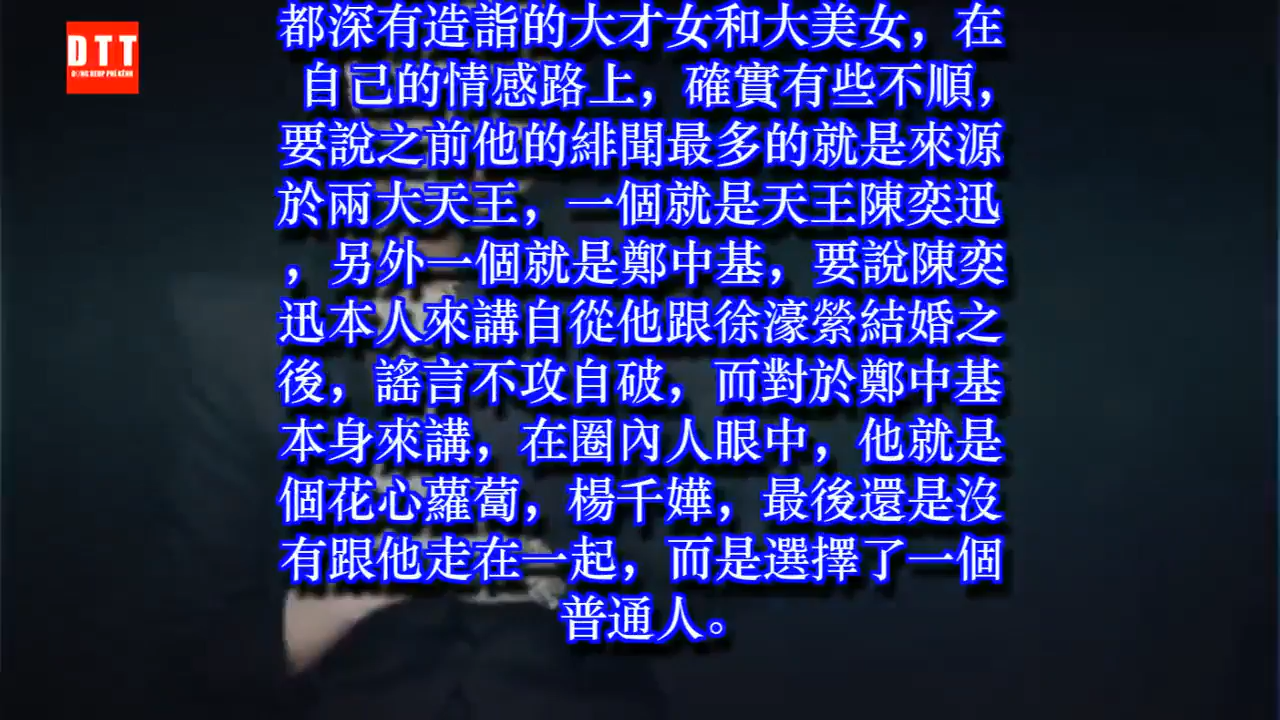 DTT
都深有造詣的大才女和大美女，在
自己的情感路上，確實有些不順，
要說之前他的緋聞最多的就是來源
於兩大天王，一個就是天王陳奕迅
，另外一個就是鄭中基，要說陳奕
迅本人來講自從他跟徐濠縈結婚之
後，謠言不攻自破，而對於鄭中基
本身來講，在圈內人眼中，他就是
個花心蘿蔔，楊千嬅，最後還是沒
有跟他走在一起，而是選擇了一個
普通人。